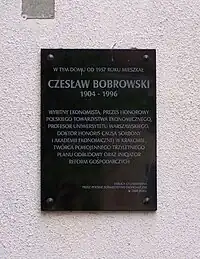 W TYM DOMU OD 1957 ROKU MIESZKAŁ
CZESŁAW BOBROWSKI
1904 - 1996
WYBITNY EKONOMISTA, PREZES HONOROWY
POLSKIEGO TOWARZYSTWA EKONOMICZNEGO,
PROFESOR UNIWERSYTETU WARSZAWSKIEGO
DOKTOR HONORIS CAUSA SORBONY
I AKADEMII EKONOMICZNEJ W KRAKOWIE,
TWÓRCA POWOJENNEGO TRZYLETNIEGO
PLANU ODBUDOWY ORAZ INICJATOR
REFORM GOSPODARCZYCH